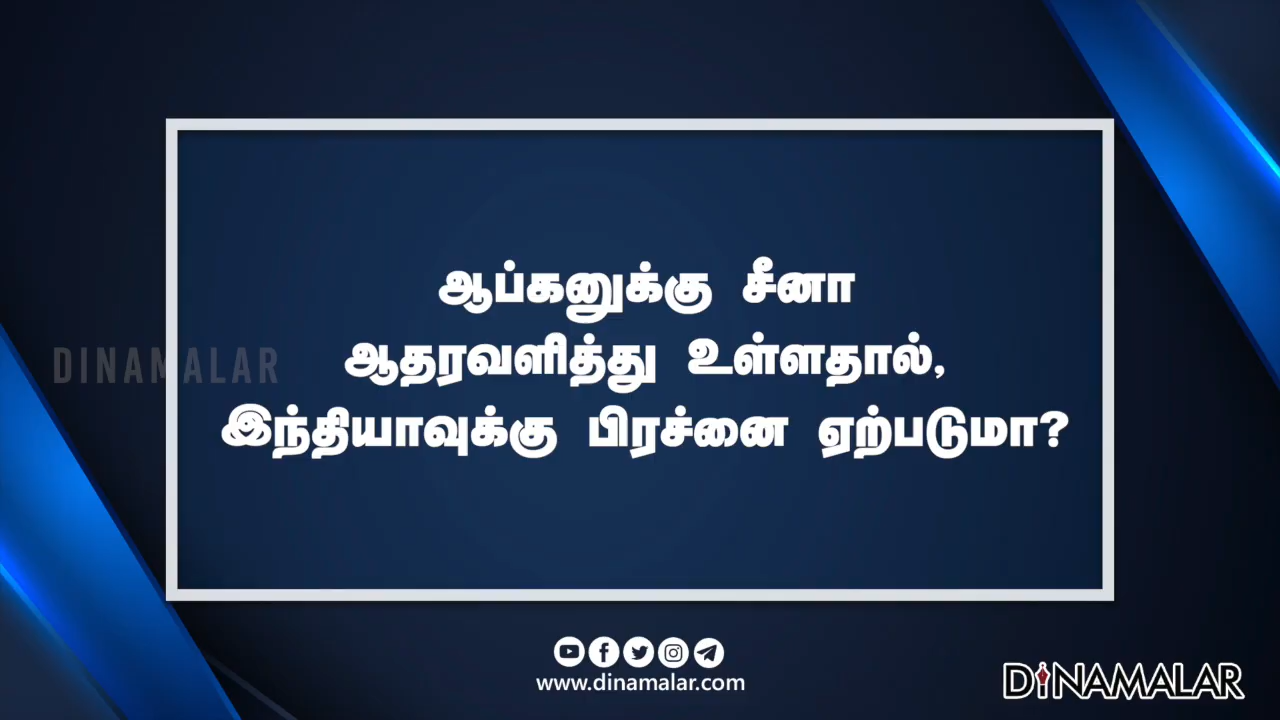 ஆப்கனுக்கு சீனா
ஆதரவளித்து உள்ளதால்,
இந்தியாவுக்கு பிரச்னை ஏற்படுமா?
DINAMALAR
www.dinamalar.com
DINAMALAR